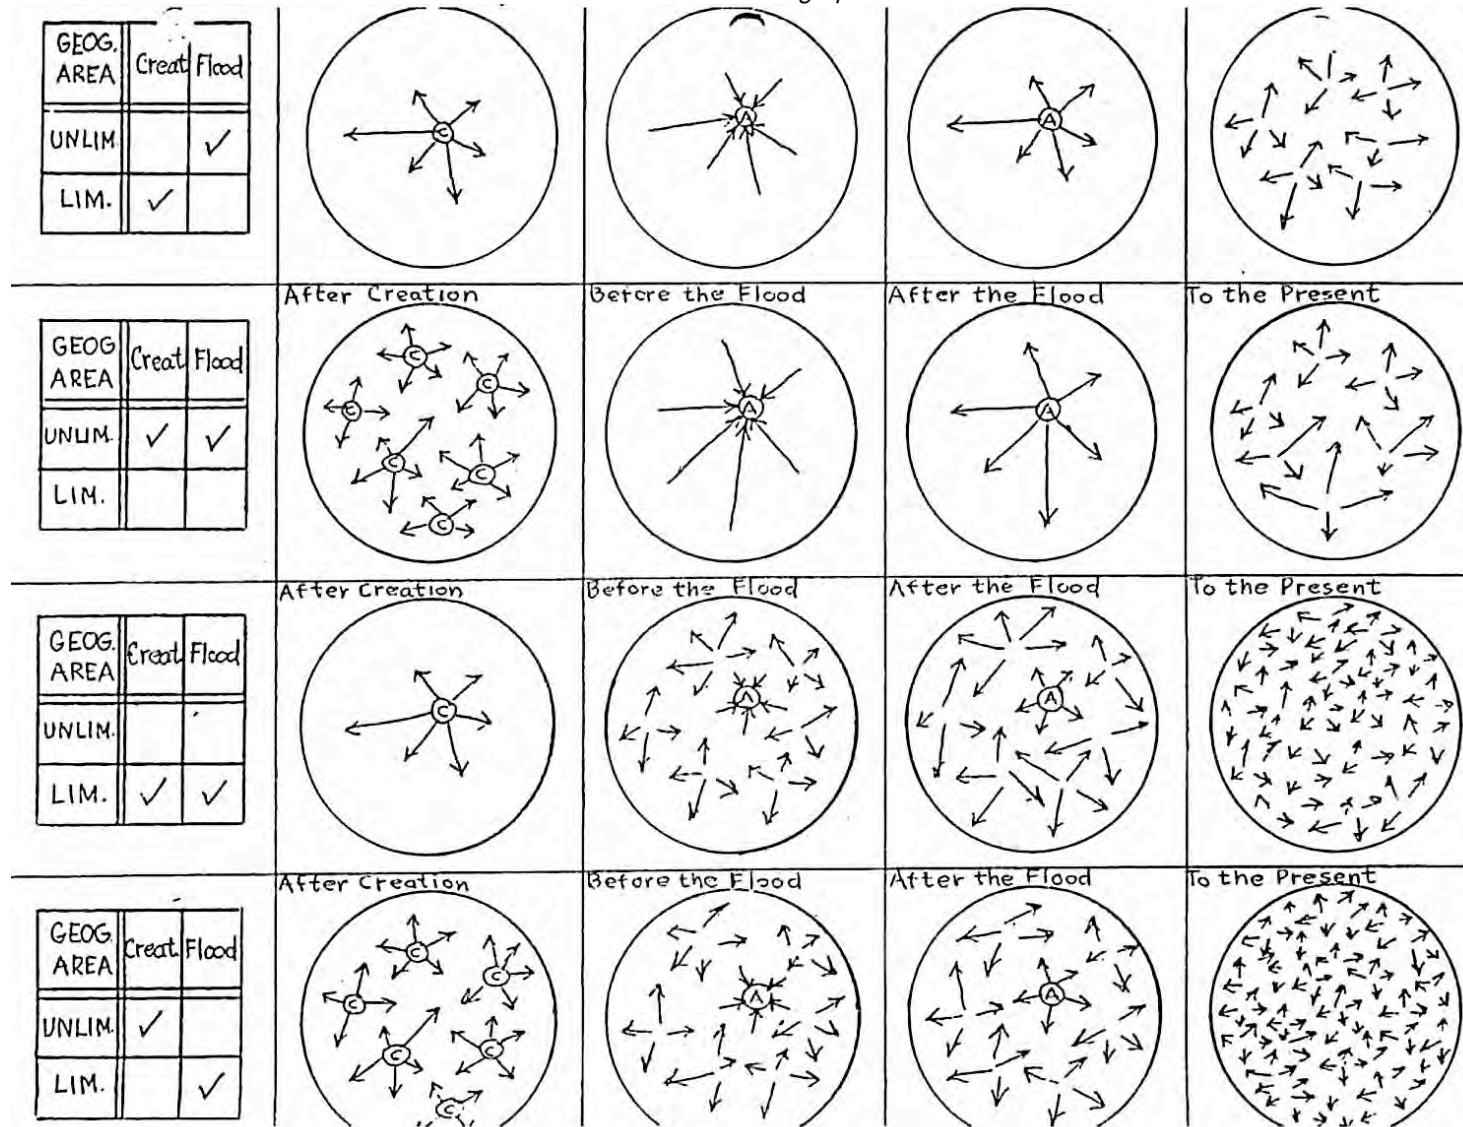 GEOG. AREA Creat Flood
UNLIM ✓
LIM. ✓
C
A
A
After Creation
Before the Flood
After the Flood
To the Present
GEOG AREA Creat Flood
UNLIM. ✓ ✓
LIM.
C
C
C
C
C
C
A
A
After Creation
Before the Flood
After the Flood
To the Present
GEOG. AREA Creat Flood
UNLIM.
LIM. ✓ ✓
C
A
A
After Creation
Before the Flood
After the Flood
To the Present
GEOG. AREA Creat. Flood
UNLIM ✓
LIM. ✓
C
C
C
C
C
C
A
A